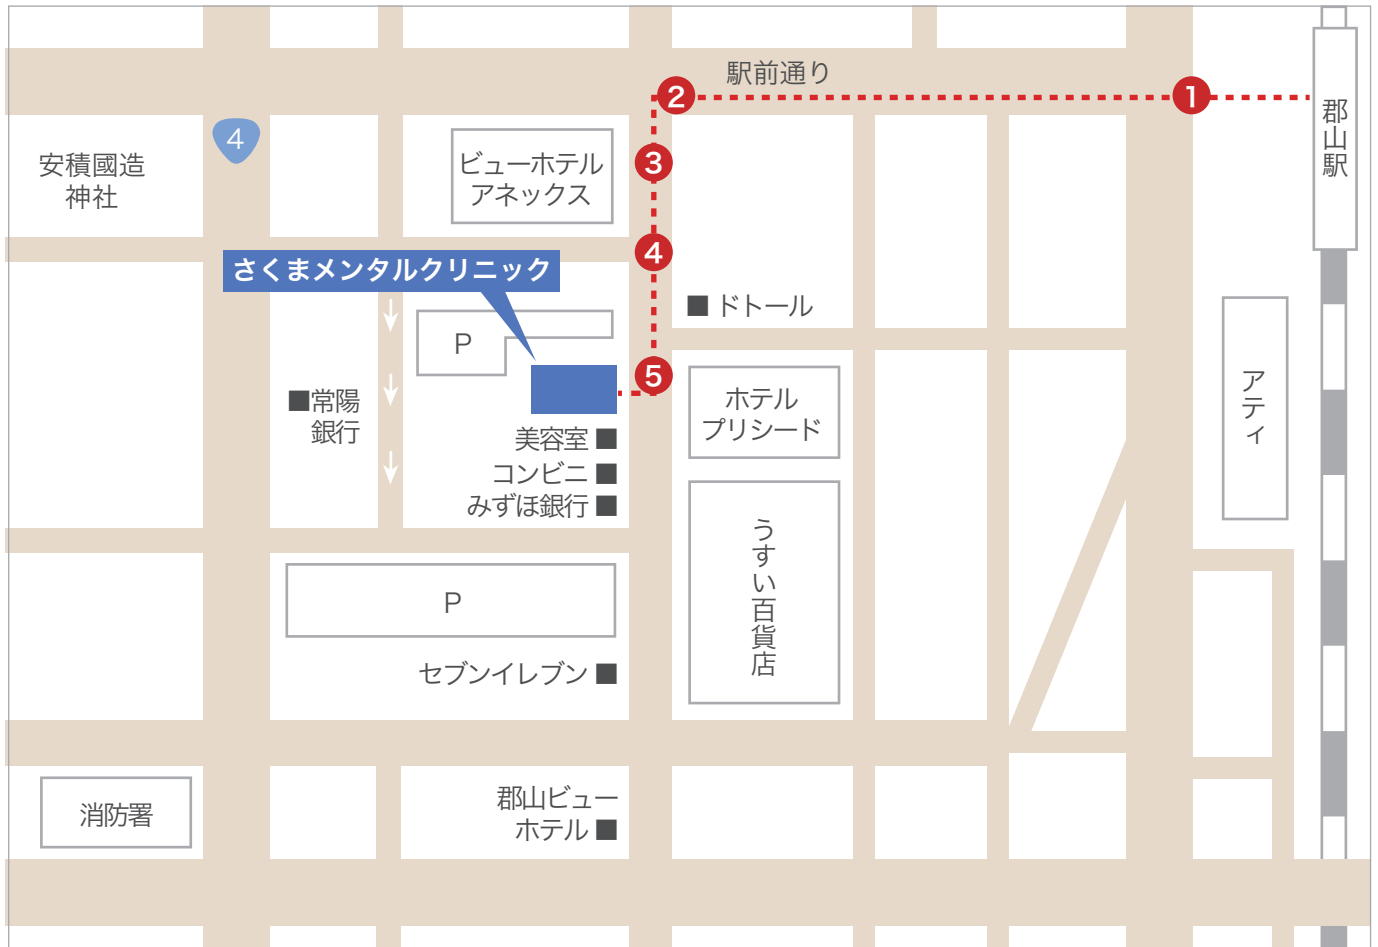 駅前通り
1
2
郡山駅
4
安積國造
神社
ビューホテル
アネックス
3
4
さくまメンタルクリニック
ドトール
P
5
アティ
常陽
銀行
ホテル
プリシード
美容室
コンビニ
みずほ銀行
うすい百貨店
P
セブンイレブン
消防署
郡山ビュー
ホテル